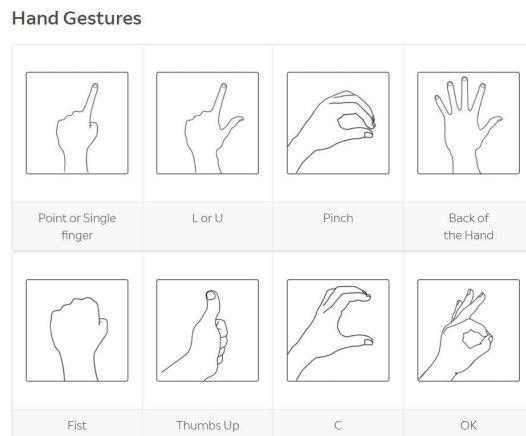 Hand Gestures
Point or Single
finger
L or U
Pinch
Back of
the Hand
Fist
Thumbs Up
C
OK